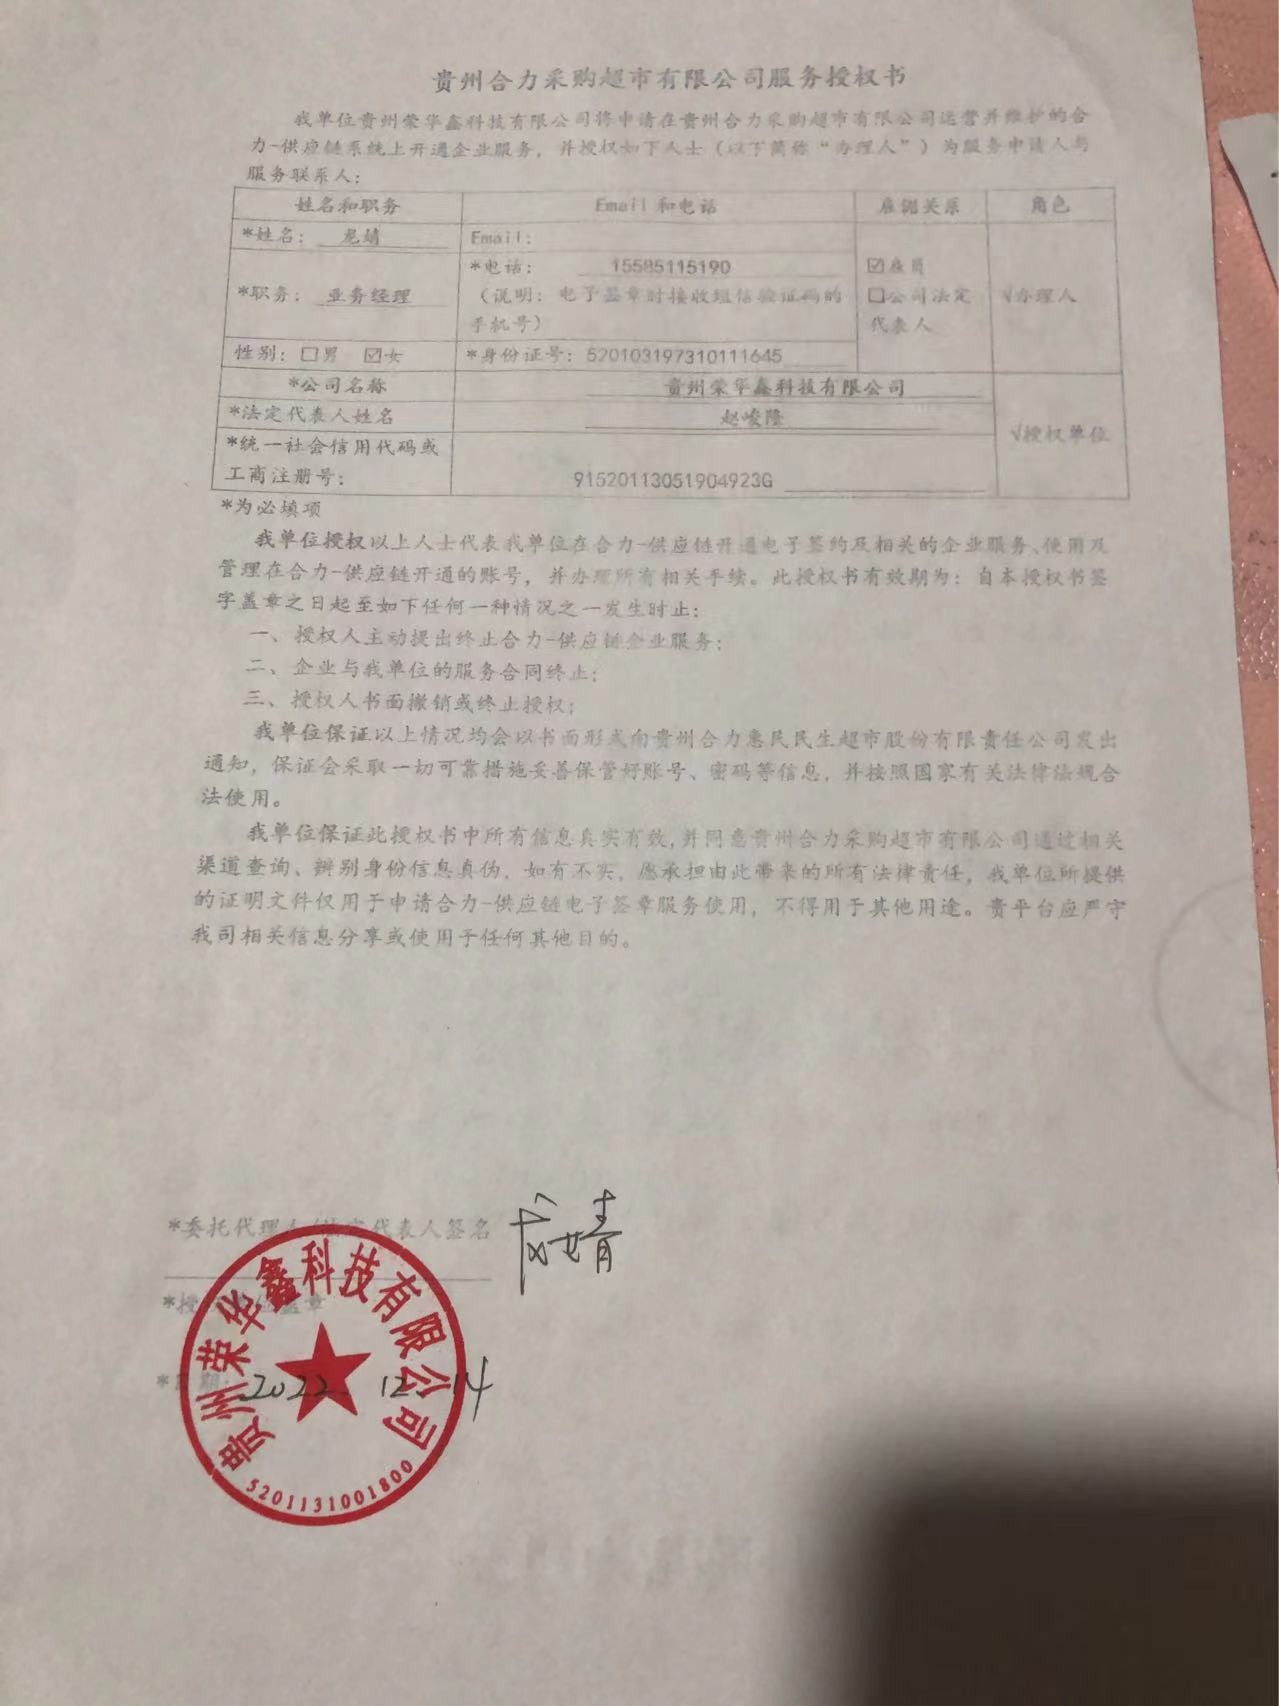 贵州合力采购超市有限公司服务授权书
我单位贵州荣华鑫科技有限公司将申请在贵州合力采购超市有限公司运营并维护的合
力-供应链系统上开通企业服务，并授权如下人士（以下简称“办理人”）为服务申请人与
服务联系人：
姓名和职务 Email 和电话 雇佣关系 角色
*姓名： 龙婧 Email:
*电话： 15585115190 ☑雇员
*职务： 业务经理 （说明：电子签章时接收短信验证码的 □公司法定 √办理人
手机号） 代表人
性别：□男 ☑女 *身份证号：520103197310111645
*公司名称 贵州荣华鑫科技有限公司
*法定代表人姓名 赵峻隆
*统一社会信用代码或 √授权单位
工商注册号： 91520113051904923G
*为必填项
我单位授权以上人士代表我单位在合力-供应链开通电子签约及相关的企业服务、使用及
管理在合力-供应链开通的账号，并办理所有相关手续。此授权书有效期为：自本授权书签
字盖章之日起至如下任何一种情况之一发生时止：
一、授权人主动提出终止合力-供应链企业服务；
二、企业与我单位的服务合同终止；
三、授权人书面撤销或终止授权；
我单位保证以上情况均会以书面形式向贵州合力惠民民生超市股份有限责任公司发出
通知，保证会采取一切可靠措施妥善保管好账号、密码等信息，并按照国家有关法律法规合
法使用。
我单位保证此授权书中所有信息真实有效，并同意贵州合力采购超市有限公司通过相关
渠道查询、辨别身份信息真伪，如有不实，愿承担由此带来的所有法律责任，我单位所提供
的证明文件仅用于申请合力-供应链电子签章服务使用，不得用于其他用途。贵平台应严守
我司相关信息分享或使用于任何其他目的。
*委托代理人/法定代表人签名 龙婧
*授权单位盖章
*日期：2022.12.14
贵州荣华鑫科技有限公司
5201131001800